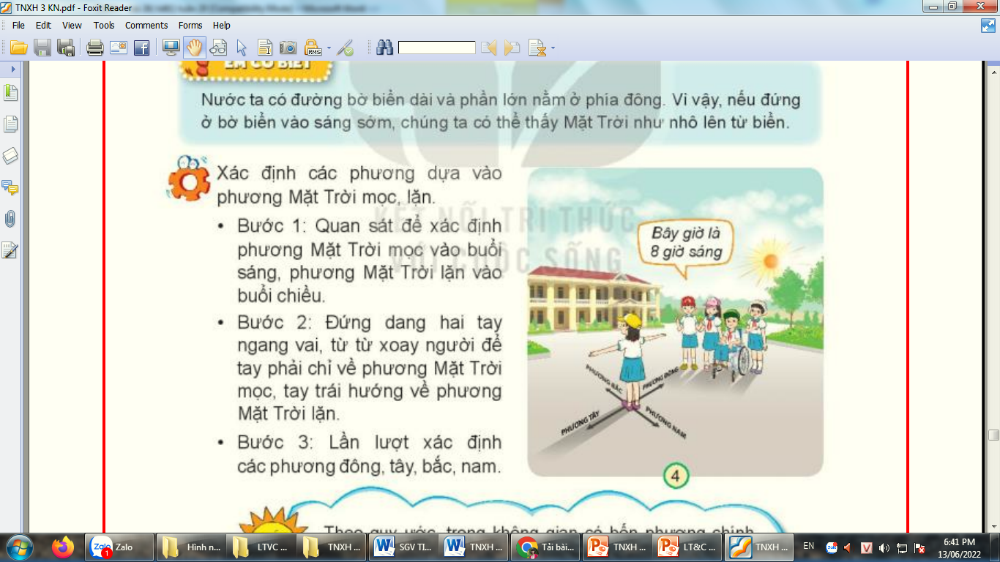 TNXH 3 KN.pdf - Foxit Reader
File Edit View Tools Comments Forms Help
EM CÓ BIẾT
Nước ta có đường bờ biển dài và phần lớn nằm ở phía đông. Vì vậy, nếu đứng
ở bờ biển vào sáng sớm, chúng ta có thể thấy Mặt Trời như nhô lên từ biển.
Xác định các phương dựa vào
phương Mặt Trời mọc, lặn.
• Bước 1: Quan sát để xác định
phương Mặt Trời mọc vào buổi
sáng, phương Mặt Trời lặn vào
buổi chiều.
• Bước 2: Đứng dang hai tay
ngang vai, từ từ xoay người để
tay phải chỉ về phương Mặt Trời
mọc, tay trái hướng về phương
Mặt Trời lặn.
• Bước 3: Lần lượt xác định
các phương đông, tây, bắc, nam.
KẾT NỐI TRI THỨC
VỚI CUỘC SỐNG
Bây giờ là
8 giờ sáng
PHƯƠNG BẮC
PHƯƠNG ĐÔNG
PHƯƠNG TÂY
PHƯƠNG NAM
4
Theo quy ước, trong không gian có bốn phương chính
Zalo
1
Hình n...
LTVC ...
TNXH ...
SGV TI...
TNXH ...
Tải bài...
TNXH ...
LT&C ...
TNXH ...
EN
6:41 PM
13/06/2022